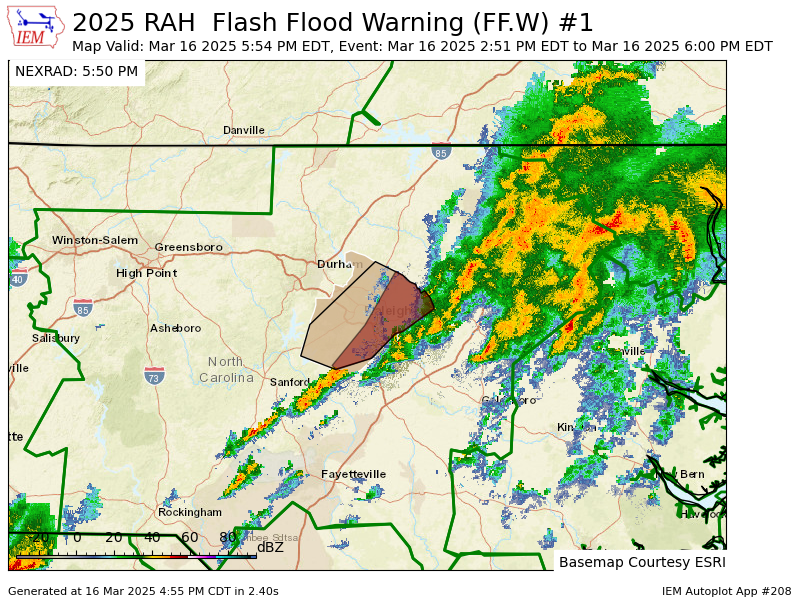 IEM
2025 RAH Flash Flood Warning (FF.W) #1
Map Valid: Mar 16 2025 5:54 PM EDT, Event: Mar 16 2025 2:51 PM EDT to Mar 16 2025 6:00 PM EDT
NEXRAD: 5:50 PM
Danville
85
Winston-Salem
Greensboro
Durham
High Point
40
85
Asheboro
Salisbury
North
Carolina
ville
73
Sanford
Fayetteville
New Bern
Rockingham
-20 0 20 40 60 80
dBZ
Basemap Courtesy ESRI
Generated at 16 Mar 2025 4:55 PM CDT in 2.40s
IEM Autoplot App #208